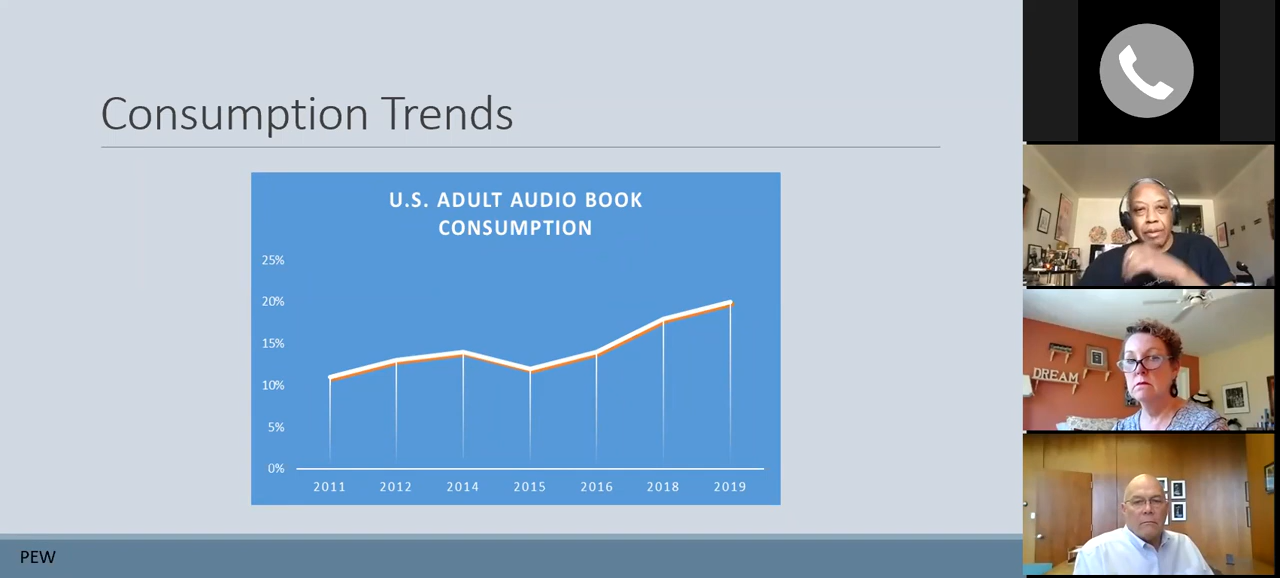 Consumption Trends
U.S. ADULT AUDIO BOOK
CONSUMPTION
25%
20%
15%
10%
5%
0%
2011 2012 2014 2015 2016 2018 2019
PEW
DREAM